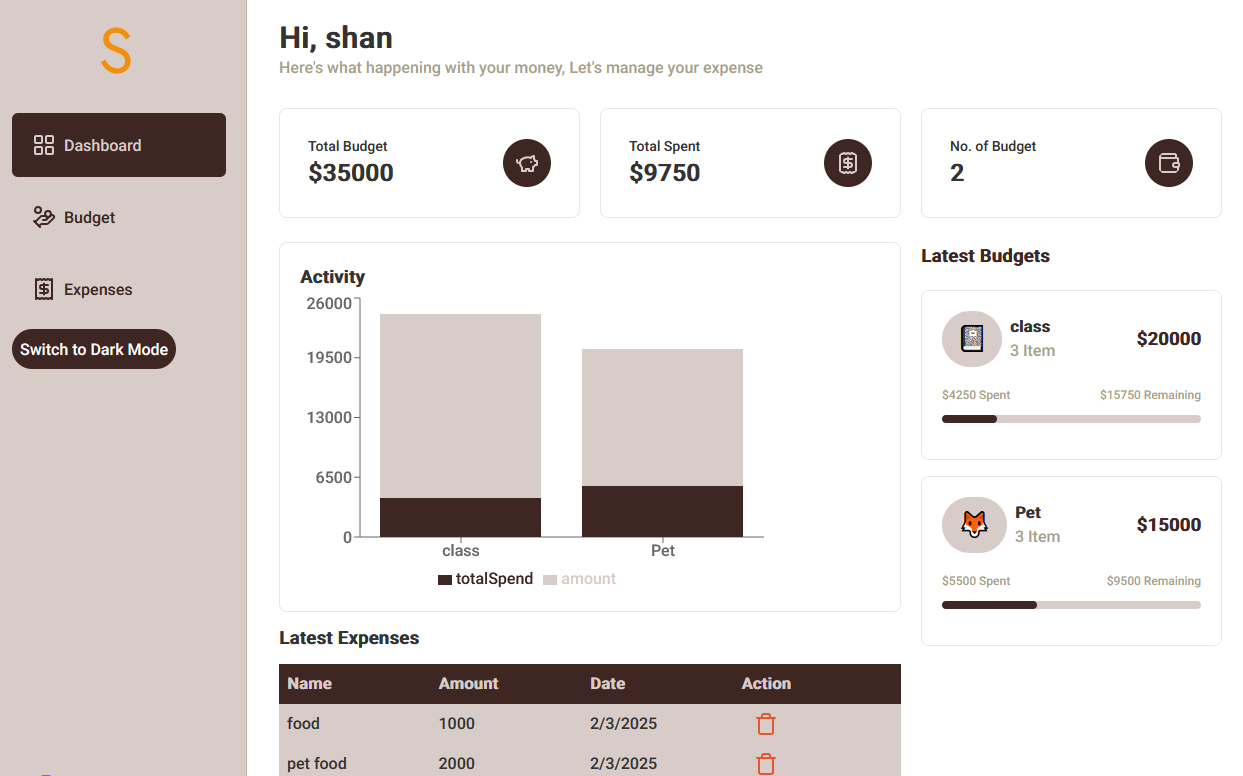 S
Dashboard
Budget
Expenses
Switch to Dark Mode
Hi, shan
Here's what happening with your money, Let's manage your expense
Total Budget
$35000
Total Spent
$9750
No. of Budget
2
Activity
26000
19500
13000
6500
0
class Pet
totalSpend amount
Latest Budgets
class
3 Item
$20000
$4250 Spent $15750 Remaining
Pet
3 Item
$15000
$5500 Spent $9500 Remaining
Latest Expenses
Name Amount Date Action
food 1000 2/3/2025
pet food 2000 2/3/2025